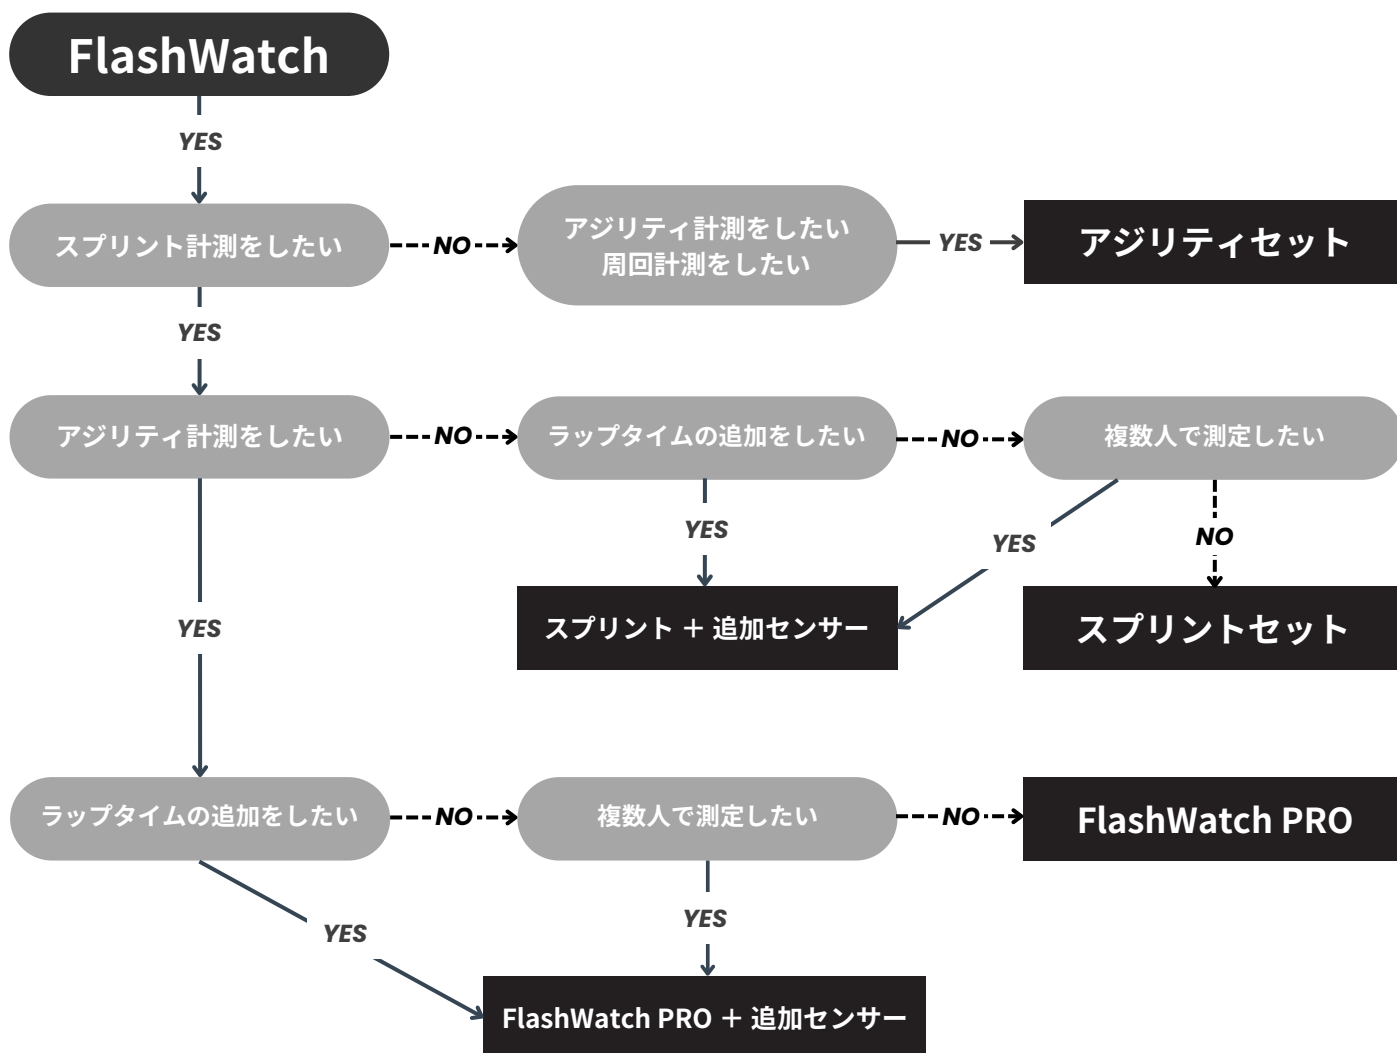 FlashWatch
YES
スプリント計測をしたい
NO
アジリティ計測をしたい
周回計測をしたい
YES
アジリティセット
YES
アジリティ計測をしたい
NO
ラップタイムの追加をしたい
NO
複数人で測定したい
YES
YES
NO
YES
スプリント + 追加センサー
スプリントセット
ラップタイムの追加をしたい
NO
複数人で測定したい
NO
FlashWatch PRO
YES
YES
FlashWatch PRO + 追加センサー